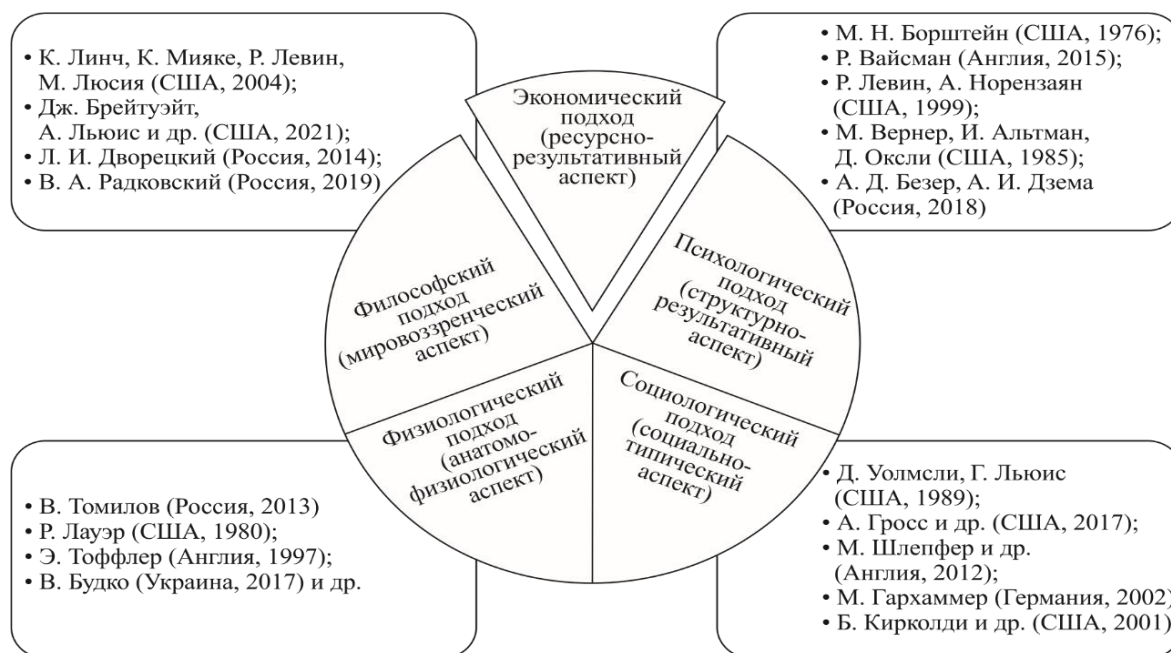 • К. Линч, К. Мияке, Р. Левин,
М. Люсия (США, 2004);
• Дж. Брейтуэйт,
А. Льюис и др. (США, 2021);
• Л. И. Дворецкий (Россия, 2014);
• В. А. Радковский (Россия, 2019)
• М. Н. Борштейн (США, 1976);
• Р. Вайсман (Англия, 2015);
• Р. Левин, А. Норензаян
(США, 1999);
• М. Вернер, И. Альтман,
Д. Оксли (США, 1985);
• А. Д. Безер, А. И. Дзема
(Россия, 2018)
Экономический
подход
(ресурсно-
результативный
аспект)
Философский
подход
(мировоззренческий
аспект)
Психологический
подход
(структурно-
результативный
аспект)
Физиологический
подход
(анатомо-
физиологический
аспект)
Социологический
подход
(социально-
типический
аспект)
• В. Томилов (Россия, 2013)
• Р. Лауэр (США, 1980);
• Э. Тоффлер (Англия, 1997);
• В. Будко (Украина, 2017) и др.
• Д. Уолмсли, Г. Льюис
(США, 1989);
• А. Гросс и др. (США, 2017);
• М. Шлепфер и др.
(Англия, 2012);
• М. Гархаммер (Германия, 2002)
• Б. Кирколди и др. (США, 2001)